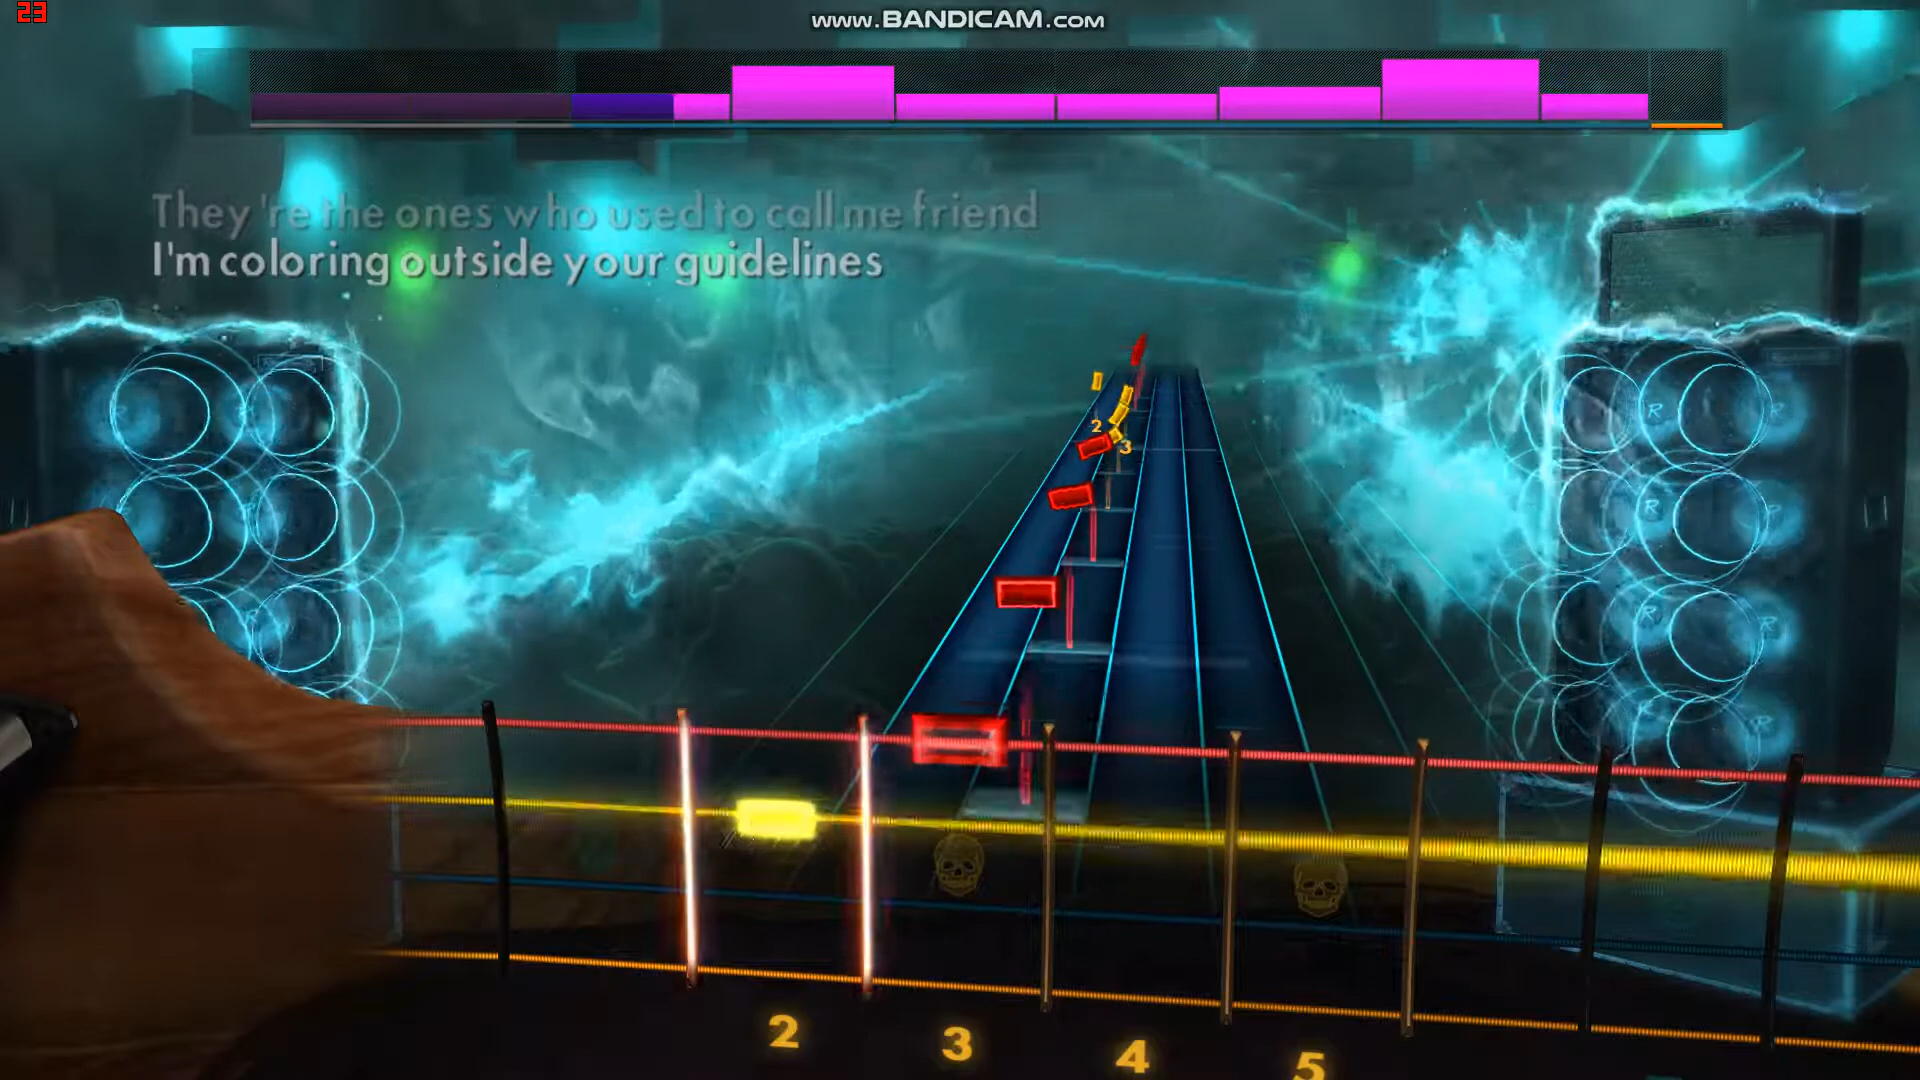 23
www.BANDICAM.com
They're the ones who used to call me friend
I'm coloring outside your guidelines
2
3
2 3 4 5